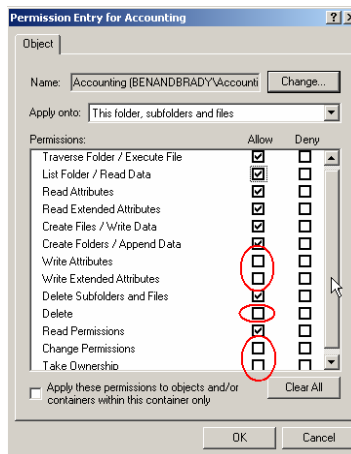 Permission Entry for Accounting
Object
Name: Accounting (BENANDBRADY\Accounti Change...
Apply onto: This folder, subfolders and files
Permissions: Allow Deny
Traverse Folder / Execute File
List Folder / Read Data
Read Attributes
Read Extended Attributes
Create Files / Write Data
Create Folders / Append Data
Write Attributes
Write Extended Attributes
Delete Subfolders and Files
Delete
Read Permissions
Change Permissions
Take Ownership
Apply these permissions to objects and/or Clear All
containers within this container only
OK Cancel